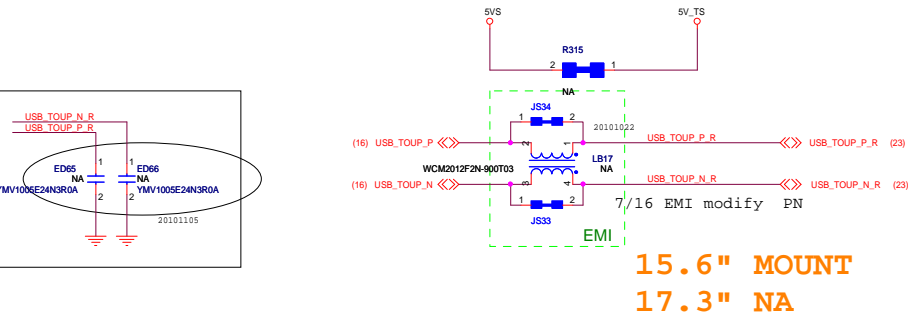 5VS
5V_TS
R315
2
1
NA
JS34
1
2
20101022
(16) USB_TOUP_P
USB_TOUP_P_R
USB_TOUP_P_R (23)
2
1
WCM2012F2N-900T03
LB17
NA
3
4
(16) USB_TOUP_N
USB_TOUP_N_R
USB_TOUP_N_R (23)
1
2
JS33
7/16 EMI modify PN
EMI
15.6" MOUNT
17.3" NA
USB_TOUP_N_R
USB_TOUP_P_R
1
1
ED65
NA
YMV1005E24N3R0A
ED66
NA
YMV1005E24N3R0A
2
2
20101105